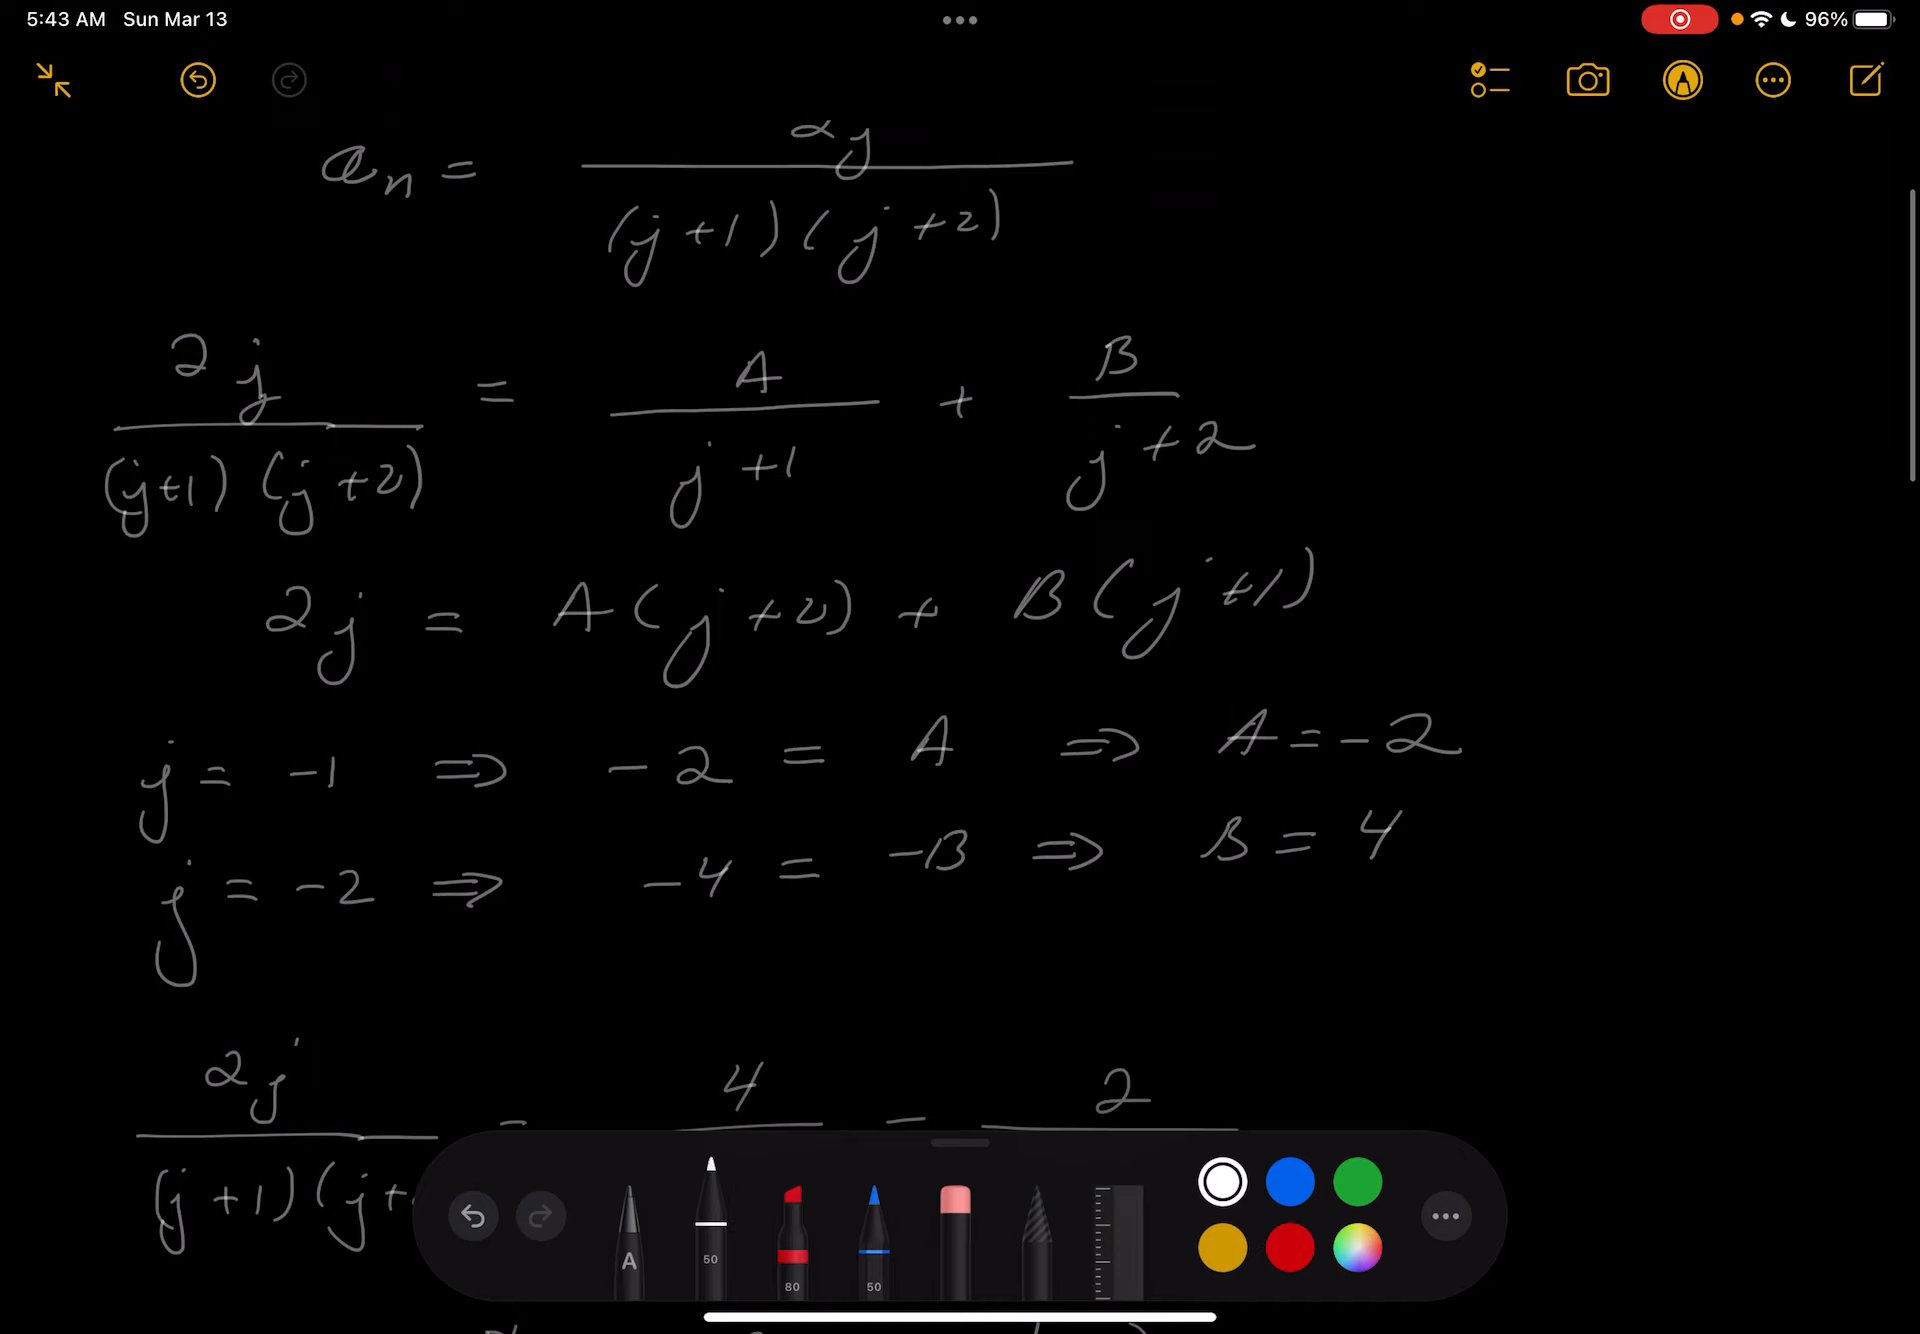 5:43 AM Sun Mar 13 96%
a_n = 2j / (j+1)(j+2)
2j / (j+1)(j+2) = A / j+1 + B / j+2
2j = A(j+2) + B(j+1)
j = -1 ⇒ -2 = A ⇒ A = -2
j = -2 ⇒ -4 = -B ⇒ B = 4
2j / (j+1)(j+ = 4 - 2
A 50 80 50